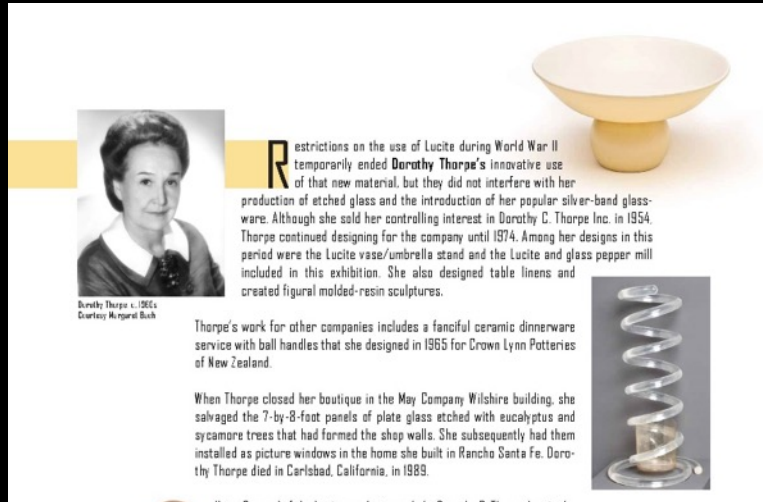 Restrictions on the use of Lucite during World War II
temporarily ended Dorothy Thorpe's innovative use
of that new material, but they did not interfere with her
production of etched glass and the introduction of her popular silver-band glass-
ware. Although she sold her controlling interest in Dorothy C. Thorpe Inc. in 1954,
Thorpe continued designing for the company until 1974. Among her designs in this
period were the Lucite vase/umbrella stand and the Lucite and glass pepper mill
included in this exhibition. She also designed table linens and
created figural molded-resin sculptures.
Dorothy Thorpe c. 1960s
Courtesy Margaret Buch
Thorpe's work for other companies includes a fanciful ceramic dinnerware
service with ball handles that she designed in 1965 for Crown Lynn Potteries
of New Zealand.
When Thorpe closed her boutique in the May Company Wilshire building, she
salvaged the 7-by-8-foot panels of plate glass etched with eucalyptus and
sycamore trees that had formed the shop walls. She subsequently had them
installed as picture windows in the home she built in Rancho Santa Fe. Doro-
thy Thorpe died in Carlsbad, California, in 1989.